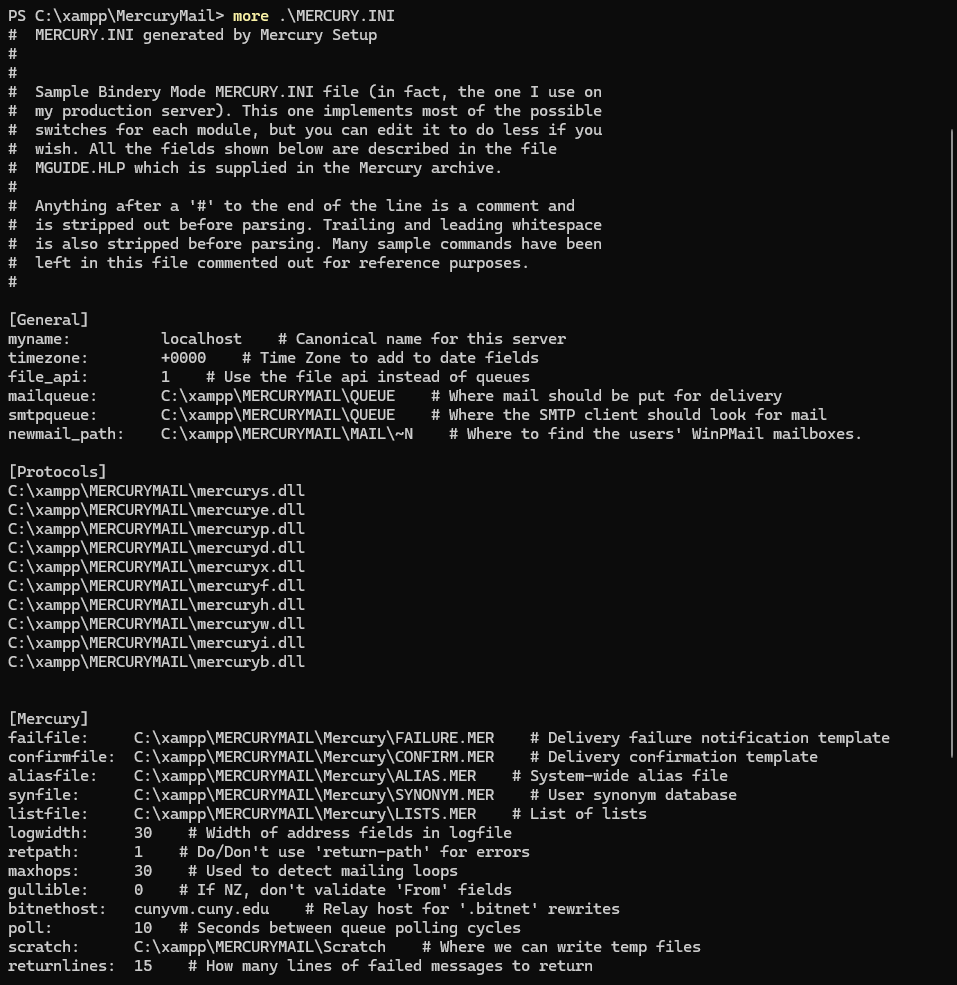 PS C:\xampp\MercuryMail> more .\MERCURY.INI
#  MERCURY.INI generated by Mercury Setup
#
#
#  Sample Bindery Mode MERCURY.INI file (in fact, the one I use on
#  my production server). This one implements most of the possible
#  switches for each module, but you can edit it to do less if you
#  wish. All the fields shown below are described in the file
#  MGUIDE.HLP which is supplied in the Mercury archive.
#
#  Anything after a '#' to the end of the line is a comment and
#  is stripped out before parsing. Trailing and leading whitespace
#  is also stripped before parsing. Many sample commands have been
#  left in this file commented out for reference purposes.
#

[General]
myname:          localhost    # Canonical name for this server
timezone:        +0000    # Time Zone to add to date fields
file_api:        1    # Use the file api instead of queues
mailqueue:       C:\xampp\MERCURYMAIL\QUEUE    # Where mail should be put for delivery
smtpqueue:       C:\xampp\MERCURYMAIL\QUEUE    # Where the SMTP client should look for mail
newmail_path:    C:\xampp\MERCURYMAIL\MAIL\~N    # Where to find the users' WinPMail mailboxes.

[Protocols]
C:\xampp\MERCURYMAIL\mercurys.dll
C:\xampp\MERCURYMAIL\mercurye.dll
C:\xampp\MERCURYMAIL\mercuryp.dll
C:\xampp\MERCURYMAIL\mercuryd.dll
C:\xampp\MERCURYMAIL\mercuryx.dll
C:\xampp\MERCURYMAIL\mercuryf.dll
C:\xampp\MERCURYMAIL\mercuryh.dll
C:\xampp\MERCURYMAIL\mercuryw.dll
C:\xampp\MERCURYMAIL\mercuryi.dll
C:\xampp\MERCURYMAIL\mercuryb.dll


[Mercury]
failfile:     C:\xampp\MERCURYMAIL\Mercury\FAILURE.MER    # Delivery failure notification template
confirmfile:  C:\xampp\MERCURYMAIL\Mercury\CONFIRM.MER    # Delivery confirmation template
aliasfile:    C:\xampp\MERCURYMAIL\Mercury\ALIAS.MER    # System-wide alias file
synfile:      C:\xampp\MERCURYMAIL\Mercury\SYNONYM.MER    # User synonym database
listfile:     C:\xampp\MERCURYMAIL\Mercury\LISTS.MER    # List of lists
logwidth:     30    # Width of address fields in logfile
retpath:      1    # Do/Don't use 'return-path' for errors
maxhops:      30    # Used to detect mailing loops
gullible:     0    # If NZ, don't validate 'From' fields
bitnethost:   cunyvm.cuny.edu    # Relay host for '.bitnet' rewrites
poll:         10   # Seconds between queue polling cycles
scratch:      C:\xampp\MERCURYMAIL\Scratch    # Where we can write temp files
returnlines:  15    # How many lines of failed messages to return